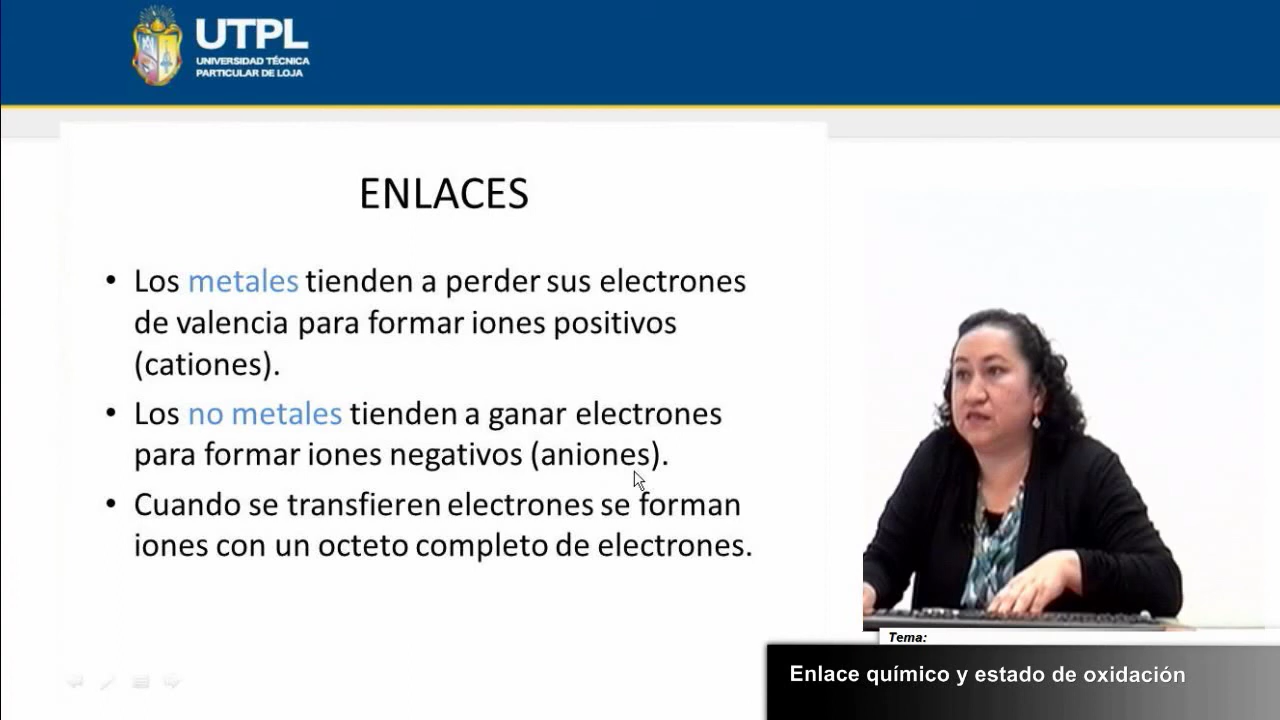 UTPL
UNIVERSIDAD TÉCNICA
PARTICULAR DE LOJA
ENLACES
• Los metales tienden a perder sus electrones
de valencia para formar iones positivos
(cationes).
• Los no metales tienden a ganar electrones
para formar iones negativos (aniones).
• Cuando se transfieren electrones se forman
iones con un octeto completo de electrones.
Tema:
Enlace químico y estado de oxidación